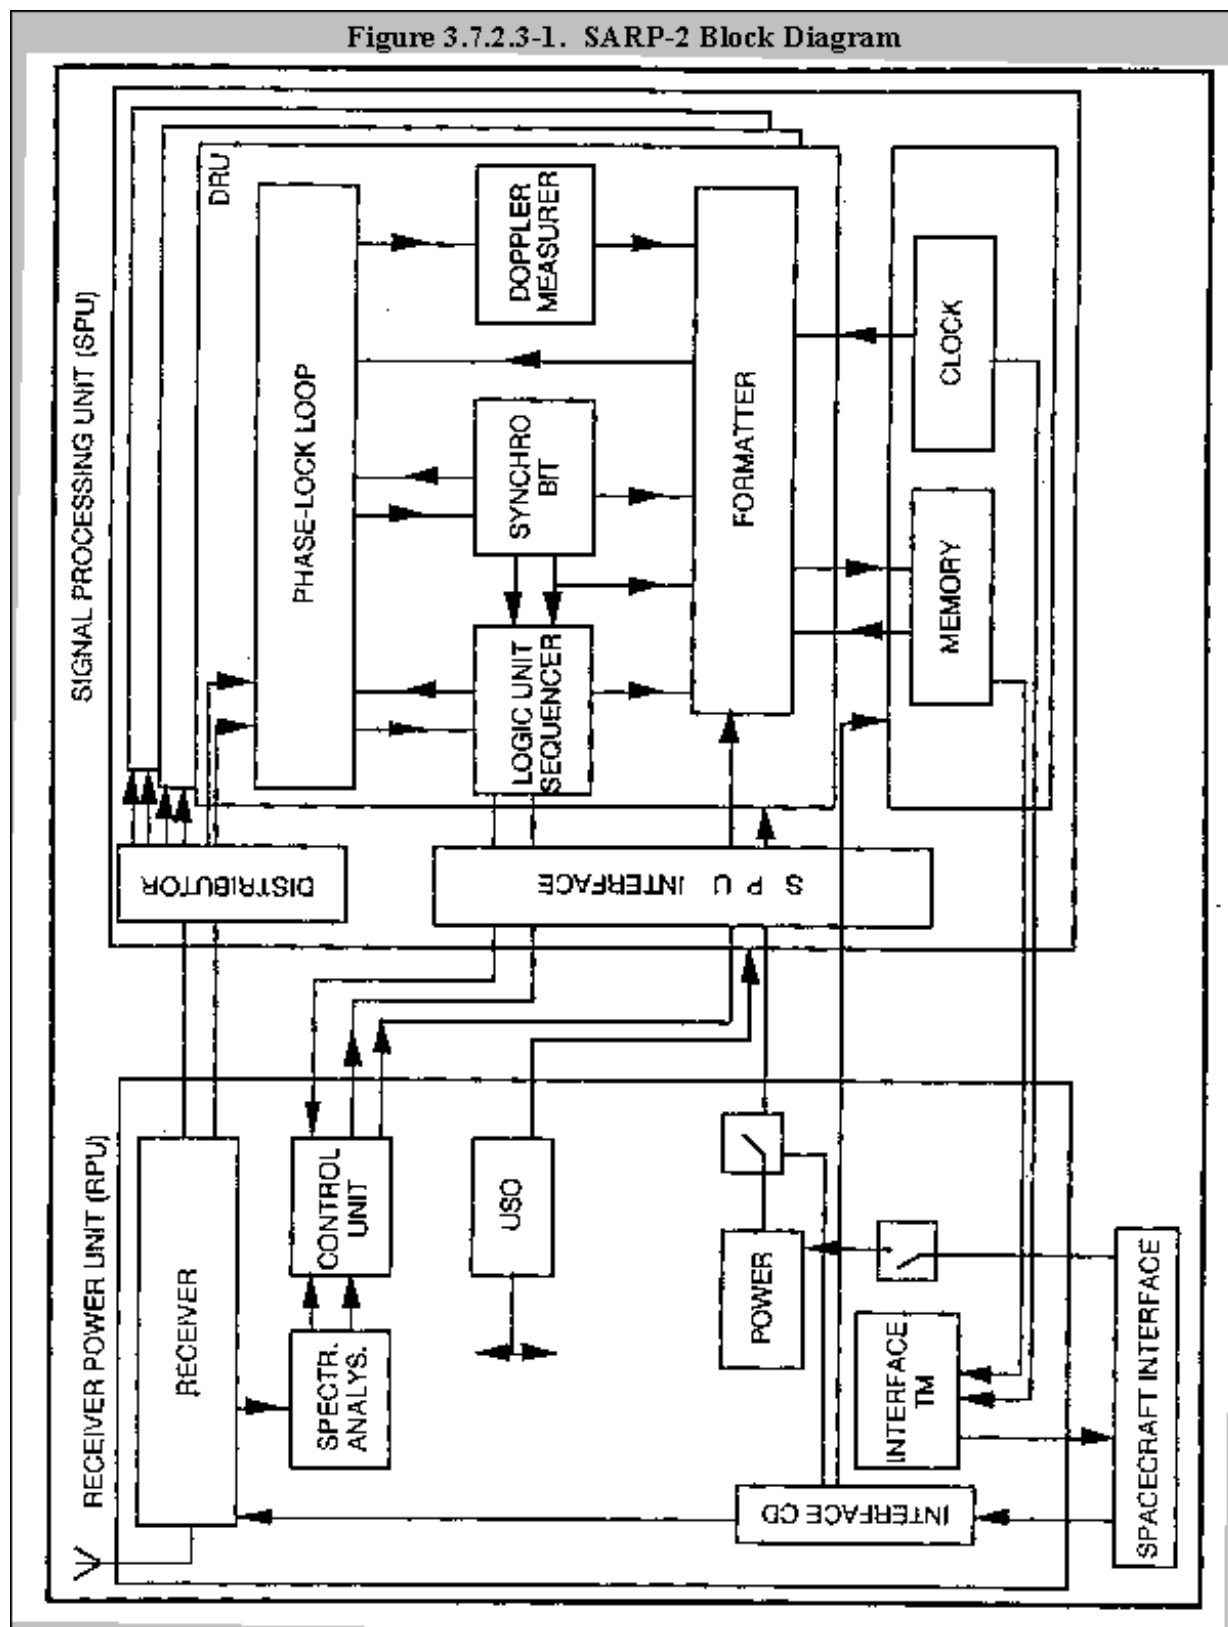 Figure 3.7.2.3-1. SARP-2 Block Diagram
RECEIVER POWER UNIT (RPU)
RECEIVER
SPECTR.
ANALYS.
CONTROL
UNIT
USO
POWER
INTERFACE
TM
INTERFACE CD
SPACECRAFT INTERFACE
SIGNAL PROCESSING UNIT (SPU)
DISTRIBUTOR
SPU INTERFACE
DRU
PHASE-LOCK LOOP
LOGIC UNIT
SEQUENCER
SYNCHRO
BIT
DOPPLER
MEASURER
FORMATTER
MEMORY
CLOCK